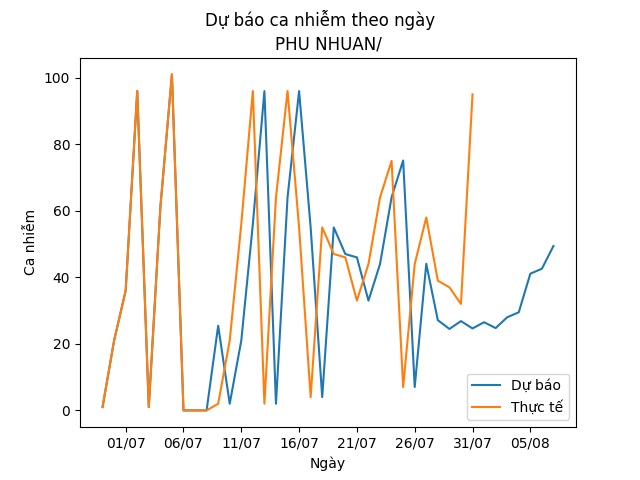 Dự báo ca nhiễm theo ngày
PHU NHUAN/
Ca nhiễm
100
80
60
40
20
0
01/07 06/07 11/07 16/07 21/07 26/07 31/07 05/08
Ngày
Dự báo
Thực tế